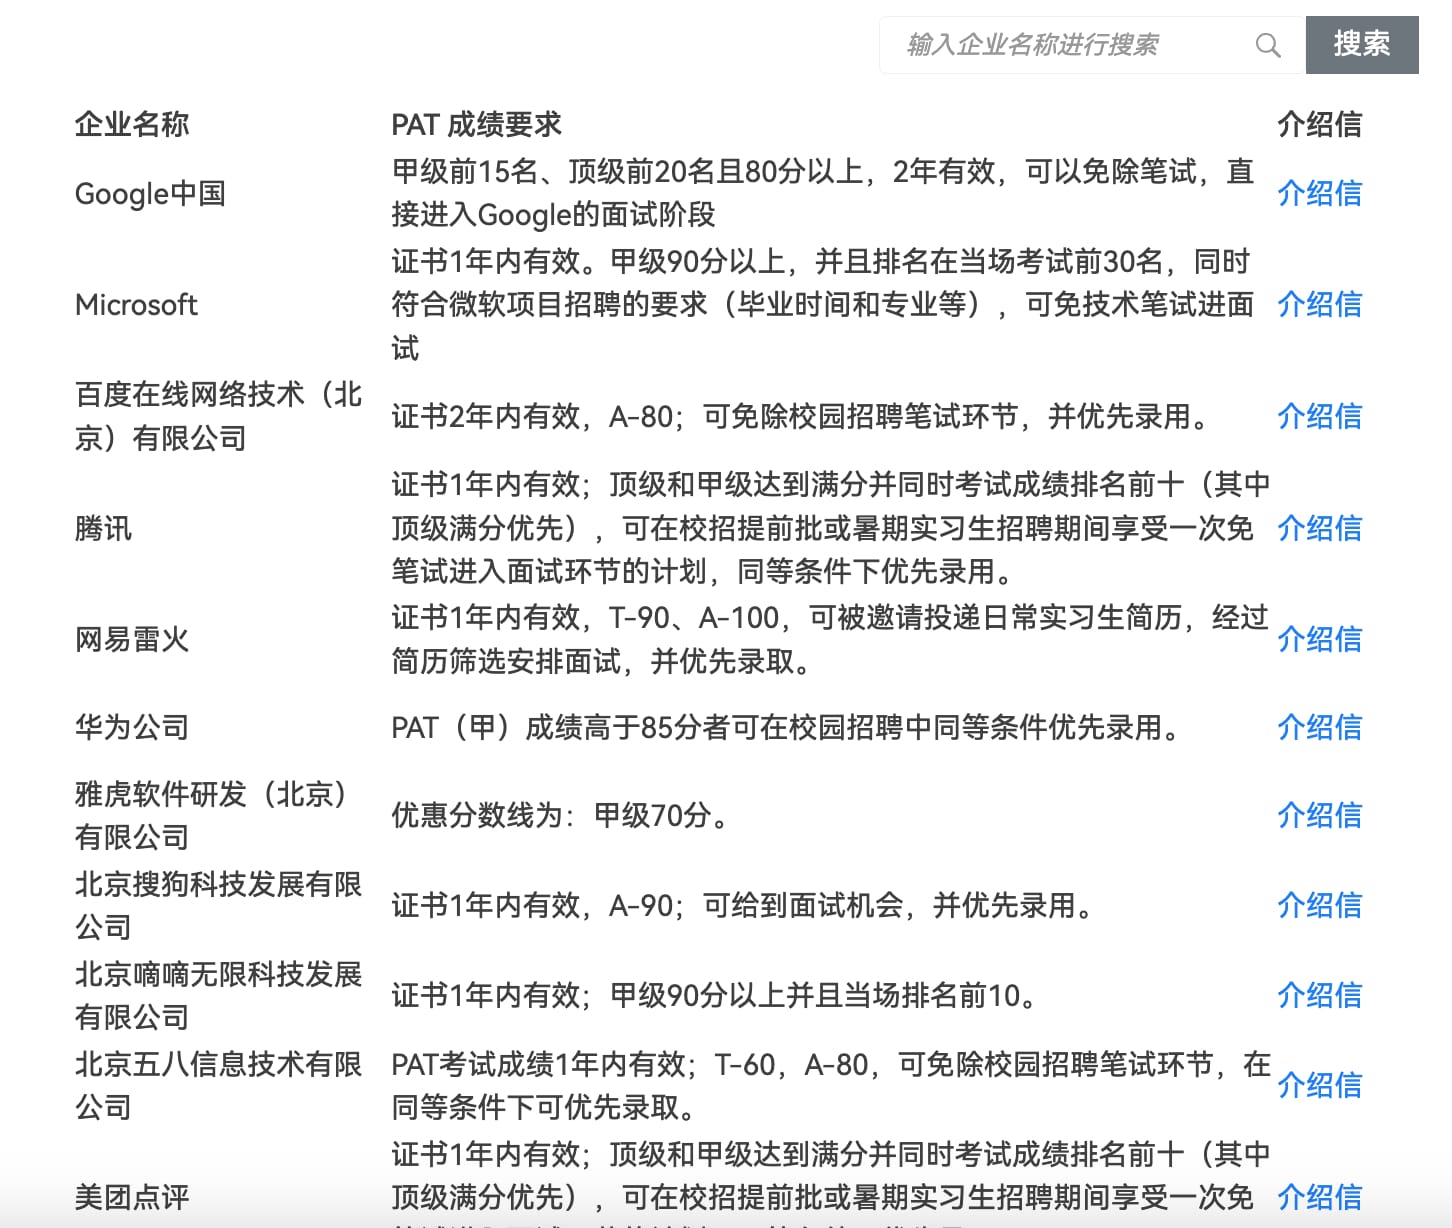 输入企业名称进行搜索
搜索
企业名称 PAT 成绩要求 介绍信
Google中国
甲级前15名、顶级前20名且80分以上，2年有效，可以免除笔试，直
接进入Google的面试阶段
介绍信
Microsoft
证书1年内有效。甲级90分以上，并且排名在当场考试前30名，同时
符合微软项目招聘的要求（毕业时间和专业等），可免技术笔试进面
试
介绍信
百度在线网络技术（北
京）有限公司
证书2年内有效，A-80；可免除校园招聘笔试环节，并优先录用。
介绍信
腾讯
证书1年内有效；顶级和甲级达到满分并同时考试成绩排名前十（其中
顶级满分优先），可在校招提前批或暑期实习生招聘期间享受一次免
笔试进入面试环节的计划，同等条件下优先录用。
介绍信
网易雷火
证书1年内有效，T-90、A-100，可被邀请投递日常实习生简历，经过
简历筛选安排面试，并优先录取。
介绍信
华为公司
PAT（甲）成绩高于85分者可在校园招聘中同等条件优先录用。
介绍信
雅虎软件研发（北京）
有限公司
优惠分数线为：甲级70分。
介绍信
北京搜狗科技发展有限
公司
证书1年内有效，A-90；可给到面试机会，并优先录用。
介绍信
北京嘀嘀无限科技发展
有限公司
证书1年内有效；甲级90分以上并且当场排名前10。
介绍信
北京五八信息技术有限
公司
PAT考试成绩1年内有效；T-60，A-80，可免除校园招聘笔试环节，在
同等条件下可优先录取。
介绍信
美团点评
证书1年内有效；顶级和甲级达到满分并同时考试成绩排名前十（其中
顶级满分优先），可在校招提前批或暑期实习生招聘期间享受一次免
介绍信